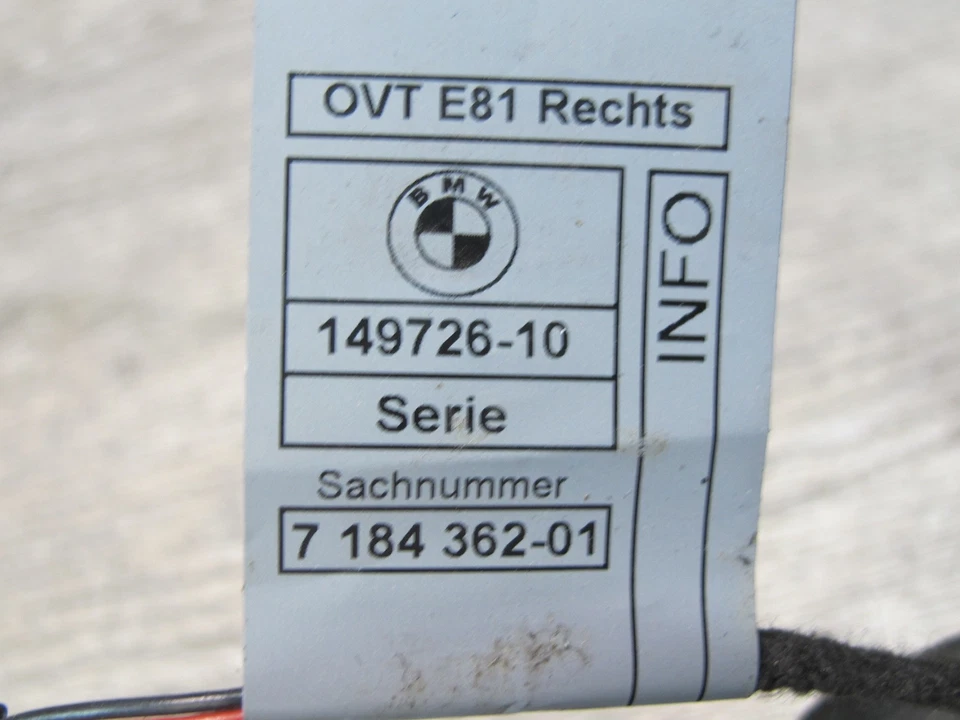 OVT E81 Rechts
BMW
149726-10
Serie
Sachnummer
7 184 362-01
INFO